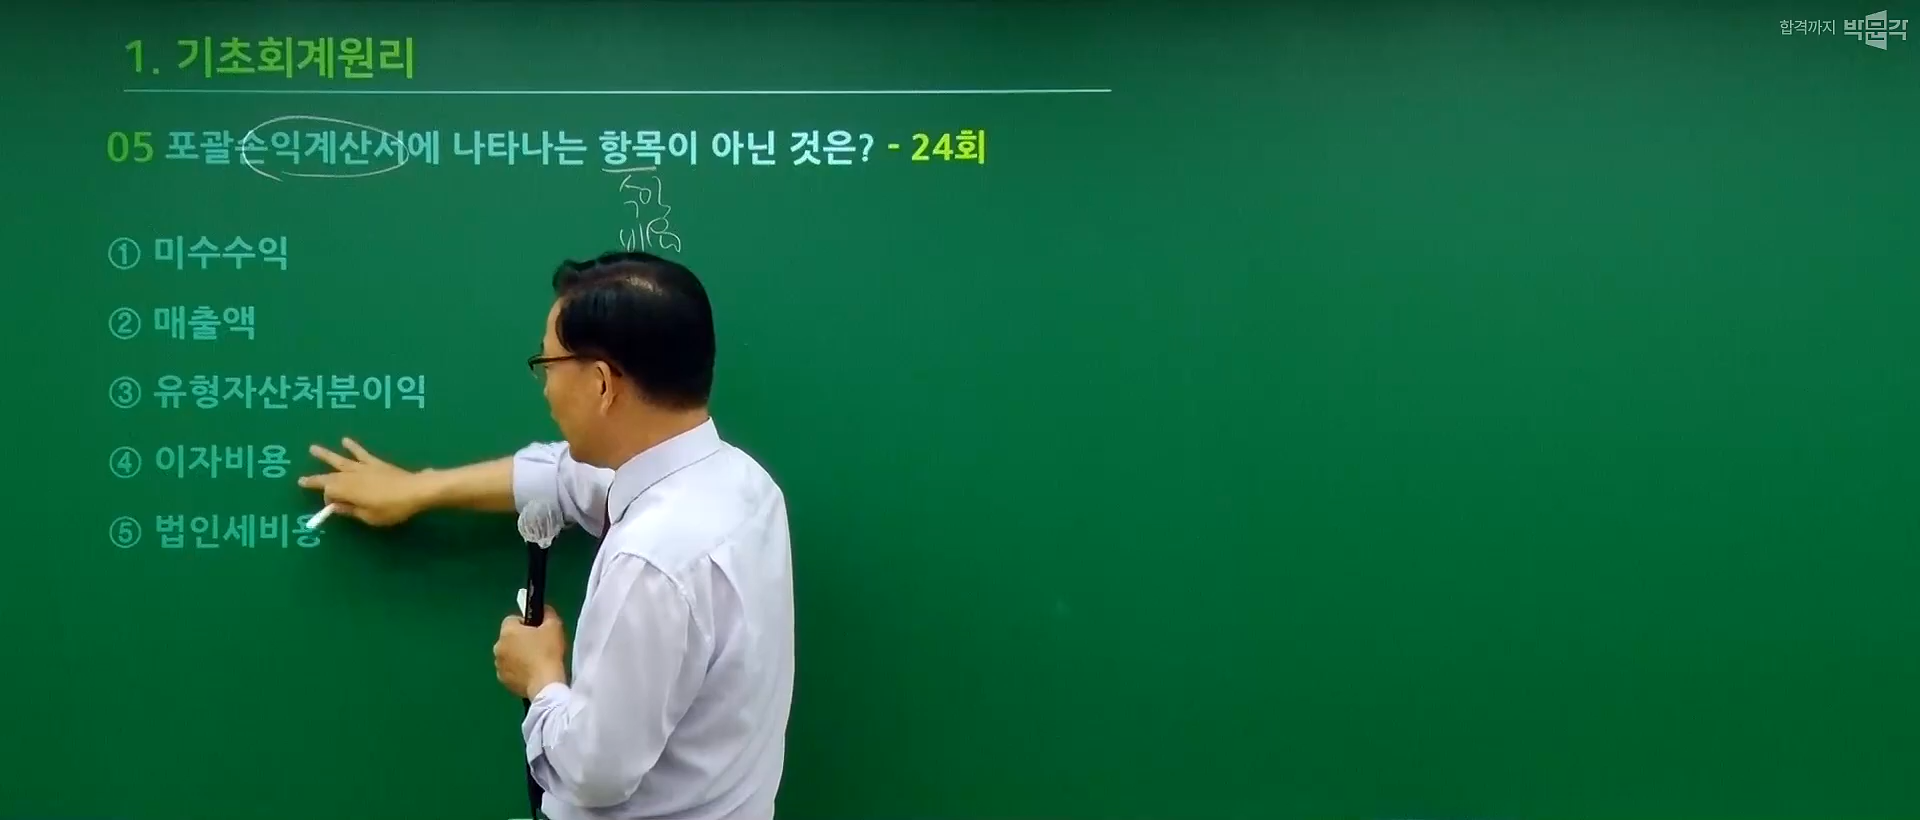 합격까지 박문각
1. 기초회계원리
05 포괄손익계산서에 나타나는 항목이 아닌 것은? - 24회
수익
비용
① 미수수익
② 매출액
③ 유형자산처분이익
④ 이자비용
⑤ 법인세비용